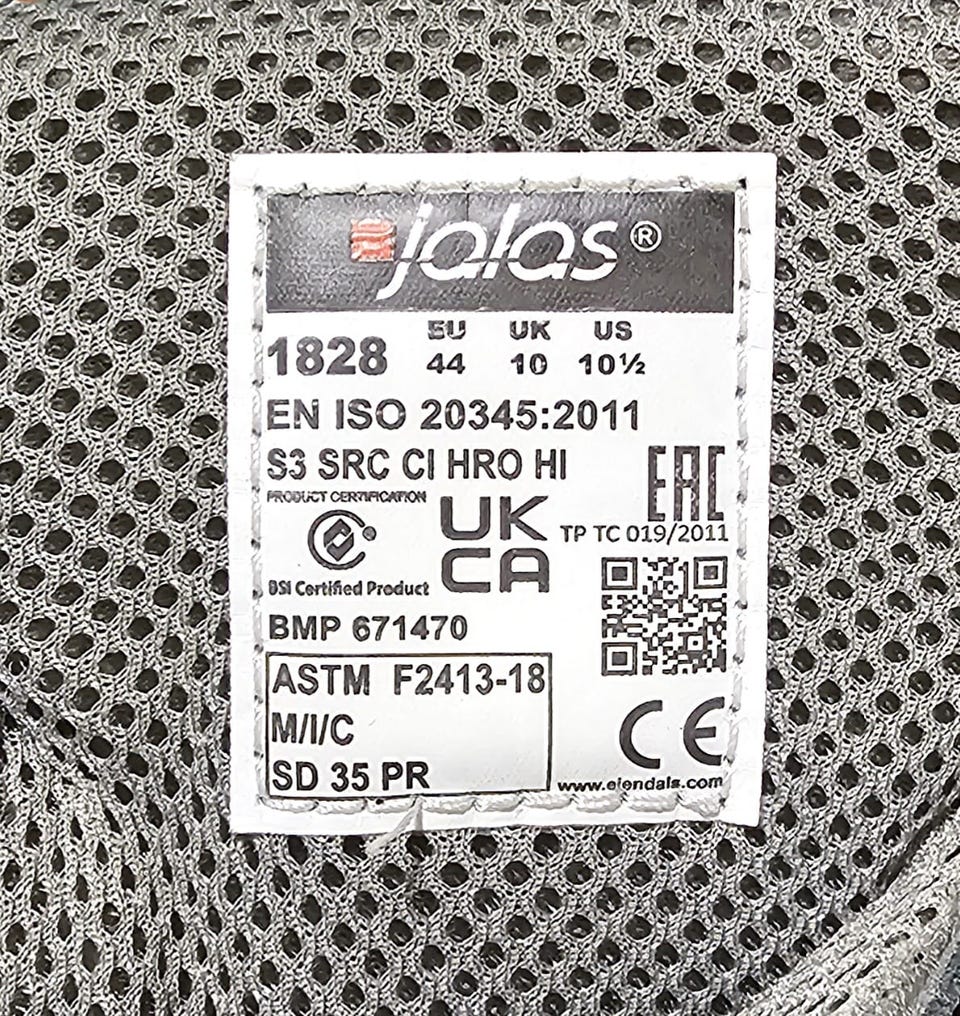 jalas®
EU UK US
1828 44 10 10½
EN ISO 20345:2011
S3 SRC CI HRO HI
EAC
PRODUCT CERTIFICATION
UK
CA
TP TC 019/2011
BSI Certified Product
BMP 671470
ASTM F2413-18
M/I/C
SD 35 PR
CE
www.ejendals.com